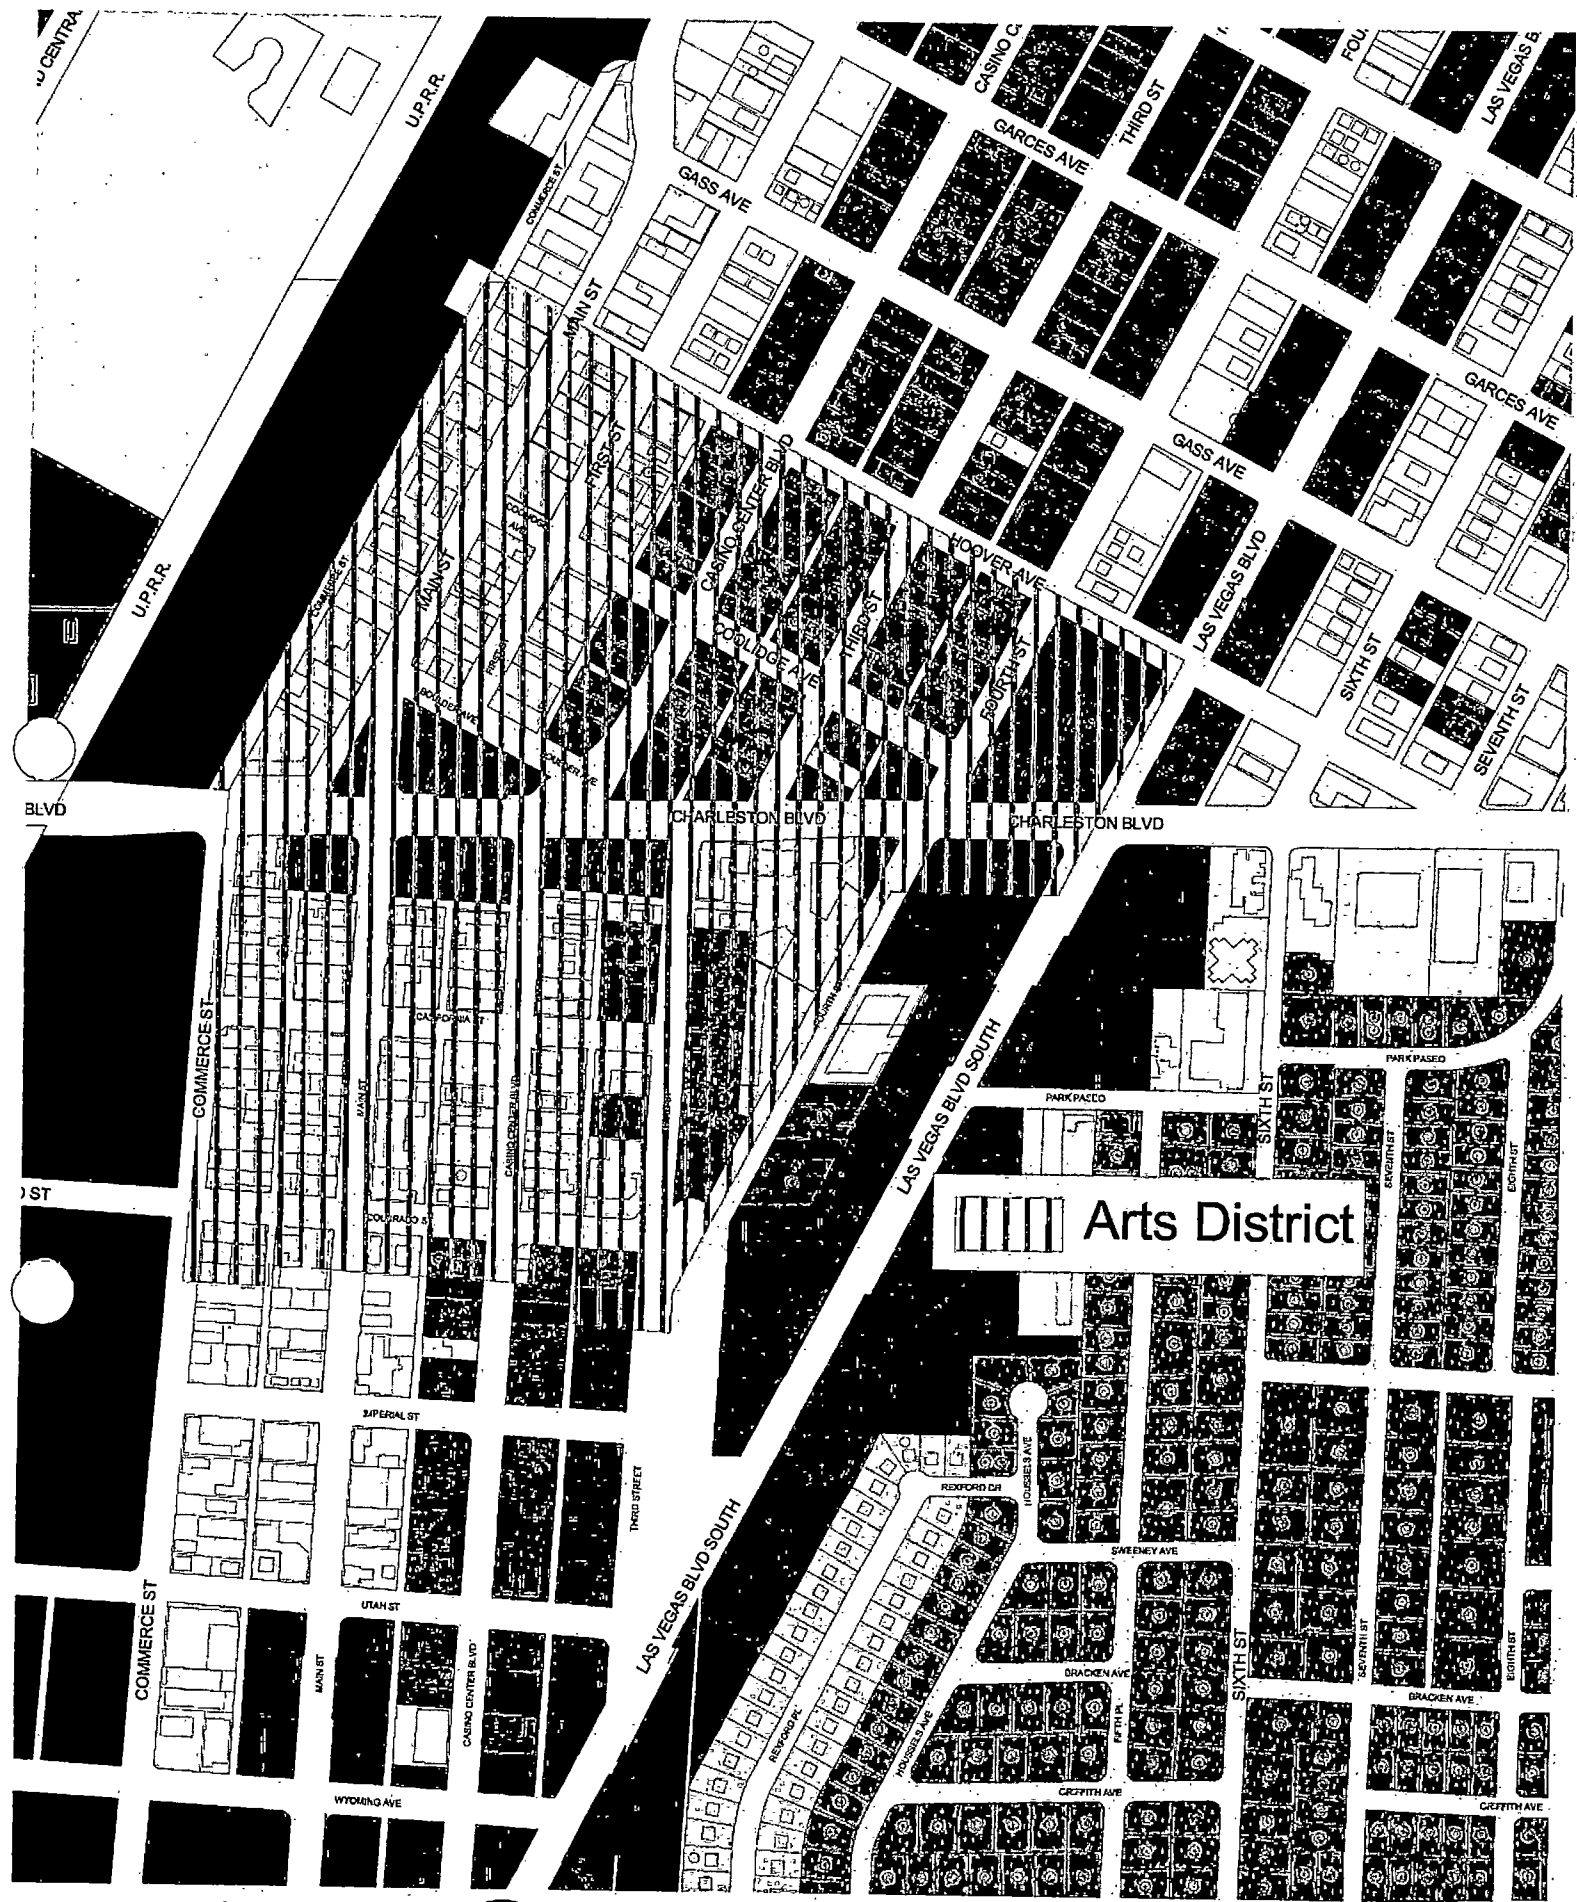 U.P.R.R.
THIRD ST
GARCES AVE
GASS AVE
COMMERCE ST
MAIN ST
GARCES AVE
GASS AVE
FIRST ST
CASINO CENTER BLVD
COOLIDGE AVE
HOOVER AVE
LAS VEGAS BLVD
MAIN ST
COMMERCE ST
U.P.R.R.
THIRD ST
COOLIDGE AVE
FOURTH ST
SIXTH ST
SEVENTH ST
BOULDER AVE
BOULDER AVE
BLVD
CHARLESTON BLVD
CHARLESTON BLVD
CALIFORNIA ST
COMMERCE ST
MAIN ST
CASINO CENTER BLVD
LAS VEGAS BLVD SOUTH
PARK PASEO
PARK PASEO
SIXTH ST
SEVENTH ST
EIGHTH ST
Arts District
COLORADO S
IMPERIAL ST
THIRD STREET
HOUSSELS AVE
REXFORD DR
SWEENEY AVE
LAS VEGAS BLVD SOUTH
COMMERCE ST
UTAH ST
MAIN ST
CASINO CENTER BLVD
REXFORD PL
HOUSSELS AVE
BRACKEN AVE
FIFTH PL
SIXTH ST
SEVENTH ST
EIGHTH ST
BRACKEN AVE
WYOMING AVE
GRIFFITH AVE
GRIFFITH AVE